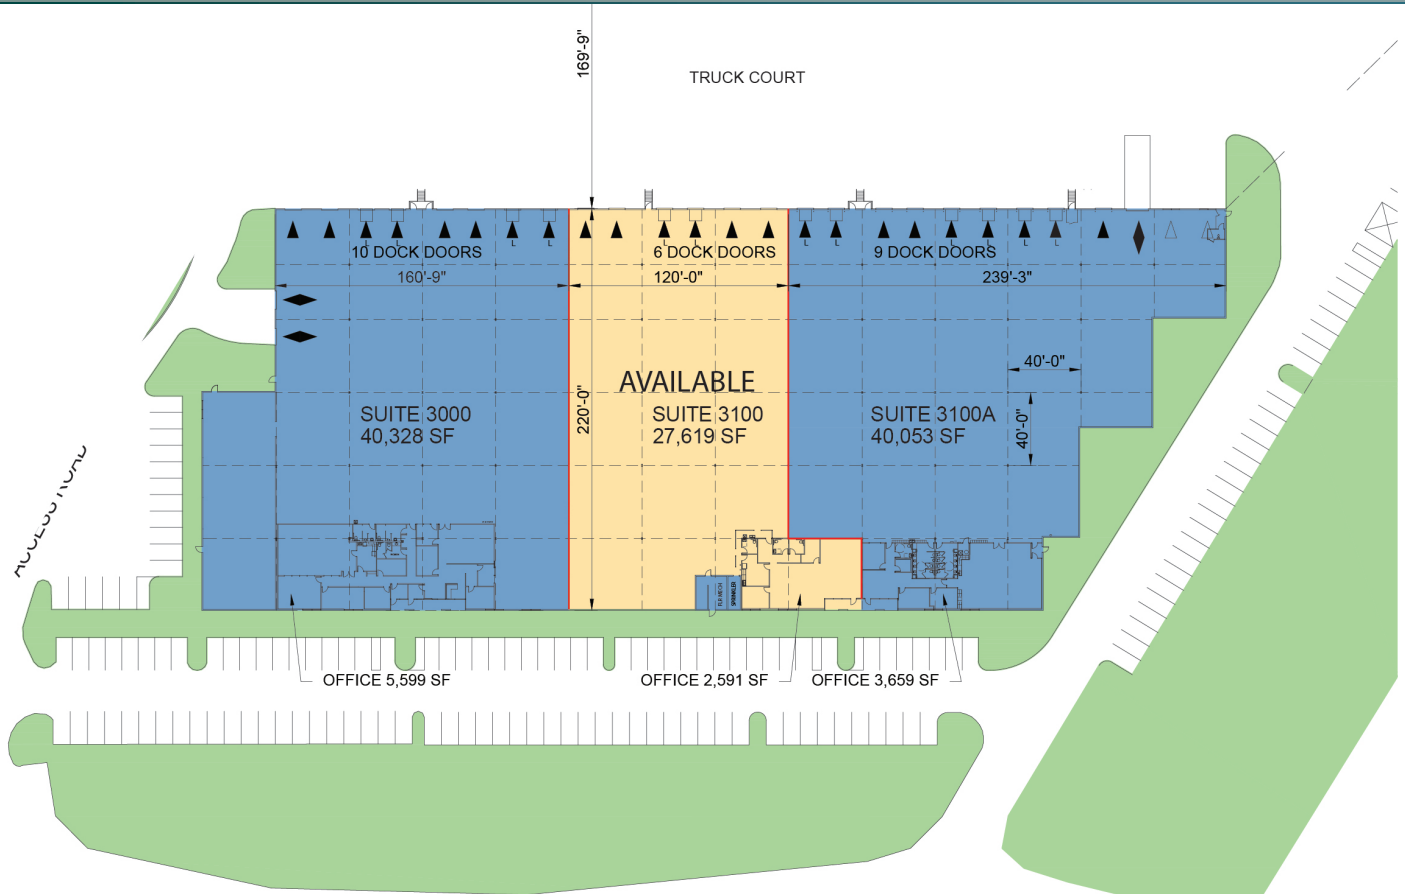 169'-9"
TRUCK COURT
L L L L L L L L L L L L
10 DOCK DOORS
6 DOCK DOORS
9 DOCK DOORS
160'-9"
120'-0"
239'-3"
40'-0"
AVAILABLE
220'-0"
40'-0"
SUITE 3000
40,328 SF
SUITE 3100
27,619 SF
SUITE 3100A
40,053 SF
ACCESS ROAD
SPRINKLER
OFFICE 5,599 SF
OFFICE 2,591 SF
OFFICE 3,659 SF